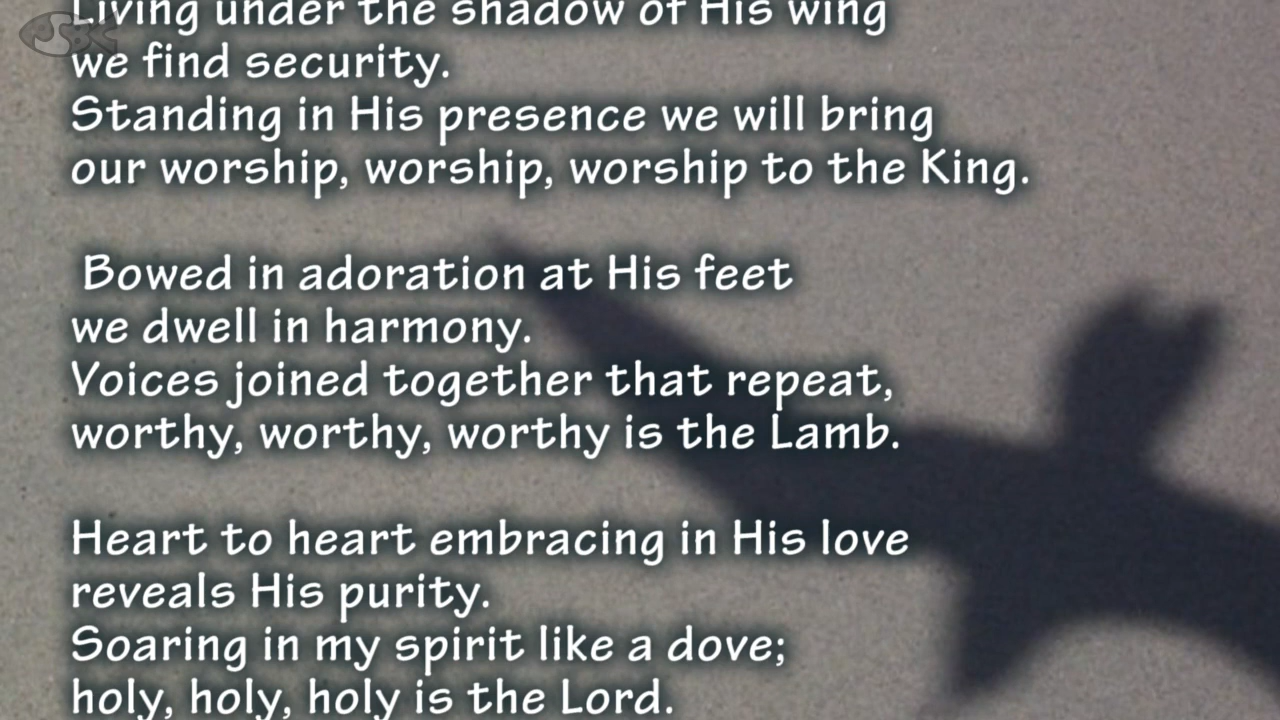 Living under the shadow of His wing
we find security.
Standing in His presence we will bring
our worship, worship, worship to the King.
Bowed in adoration at His feet
we dwell in harmony.
Voices joined together that repeat,
worthy, worthy, worthy is the Lamb.
Heart to heart embracing in His love
reveals His purity.
Soaring in my spirit like a dove;
holy, holy, holy is the Lord.